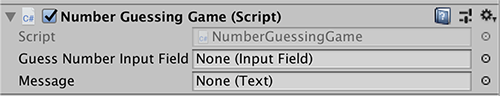 Number Guessing Game (Script)
Script NumberGuessingGame
Guess Number Input Field None (Input Field)
Message None (Text)